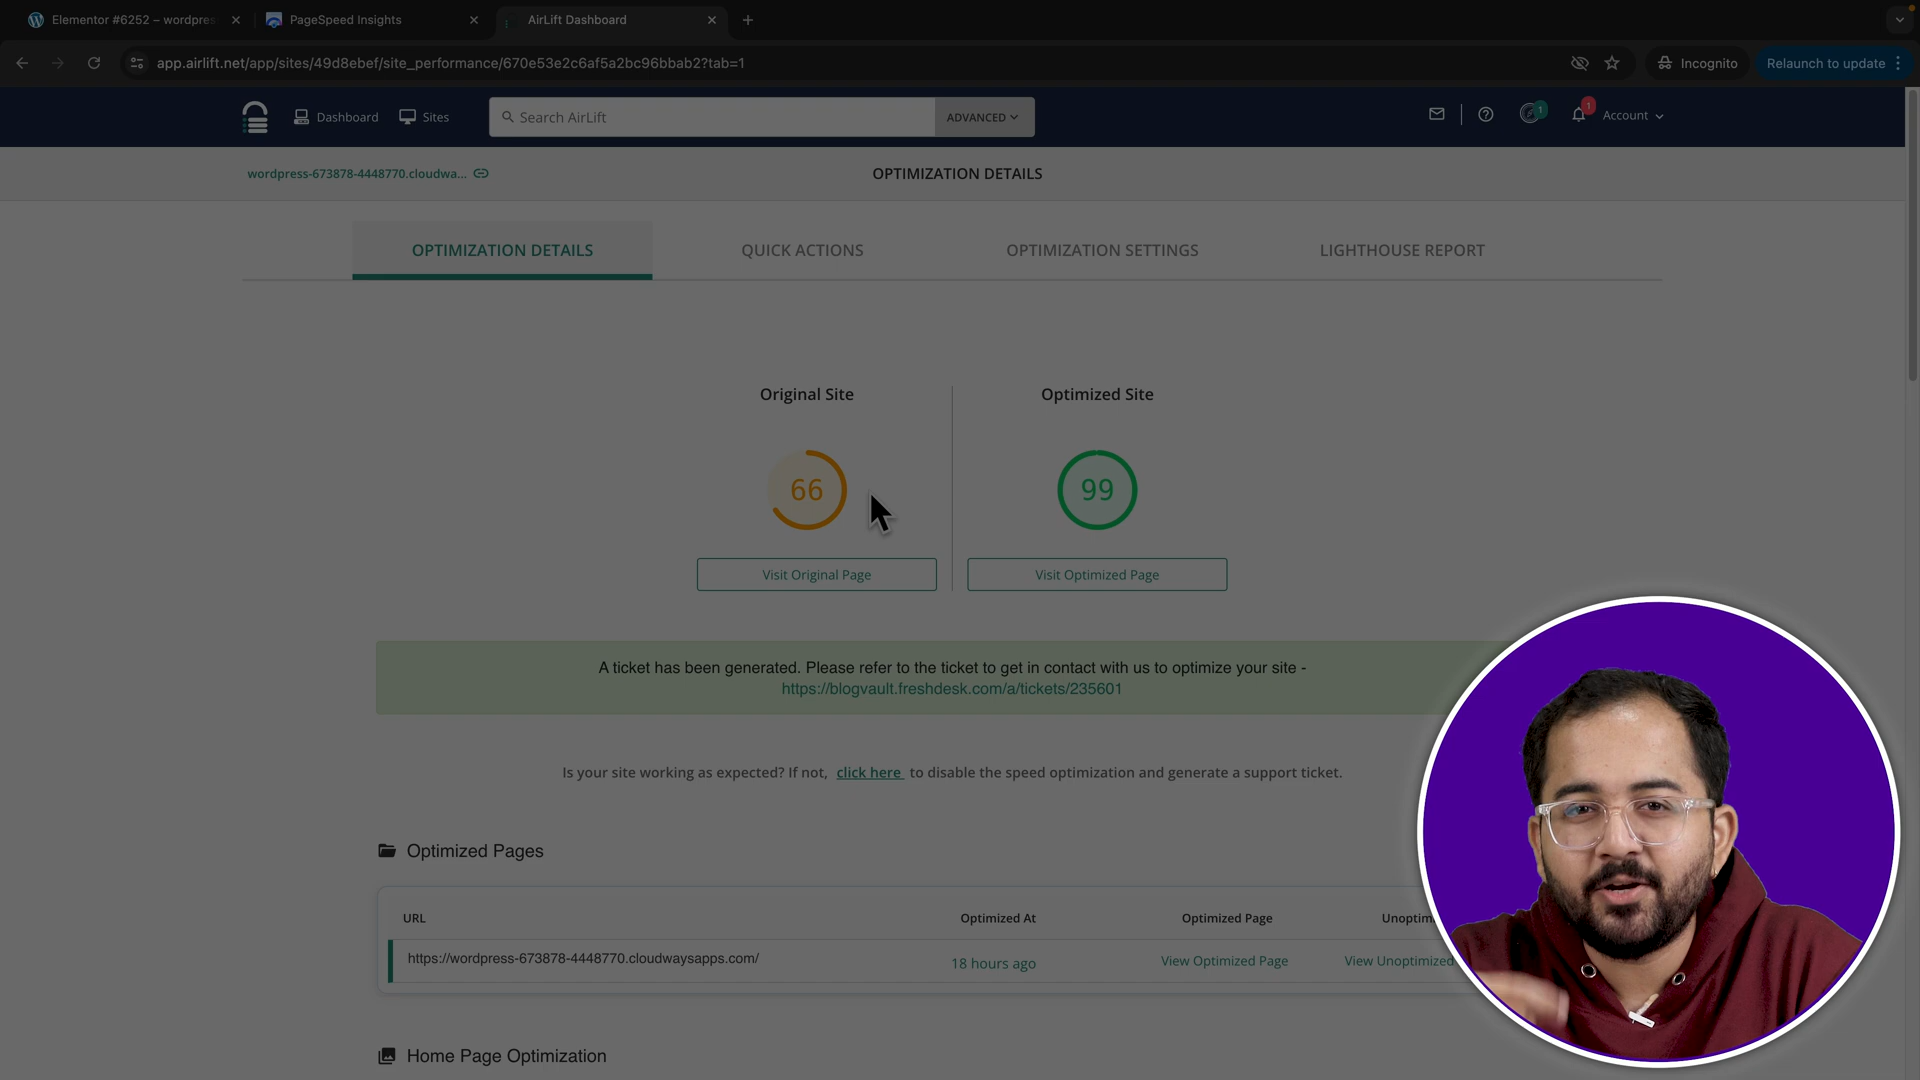 Elementor #6252 – wordpres
PageSpeed Insights
AirLift Dashboard
app.airlift.net/app/sites/49d8ebef/site_performance/670e53e2c6af5a2bc96bbab2?tab=1
Incognito
Relaunch to update
Dashboard
Sites
Search AirLift
ADVANCED
1
1
Account
wordpress-673878-4448770.cloudwa...
OPTIMIZATION DETAILS
OPTIMIZATION DETAILS
QUICK ACTIONS
OPTIMIZATION SETTINGS
LIGHTHOUSE REPORT
Original Site
Optimized Site
66
99
Visit Original Page
Visit Optimized Page
A ticket has been generated. Please refer to the ticket to get in contact with us to optimize your site -
https://blogvault.freshdesk.com/a/tickets/235601
Is your site working as expected? If not, click here to disable the speed optimization and generate a support ticket.
Optimized Pages
URL
Optimized At
Optimized Page
Unoptim
https://wordpress-673878-4448770.cloudwaysapps.com/
18 hours ago
View Optimized Page
View Unoptimized
Home Page Optimization